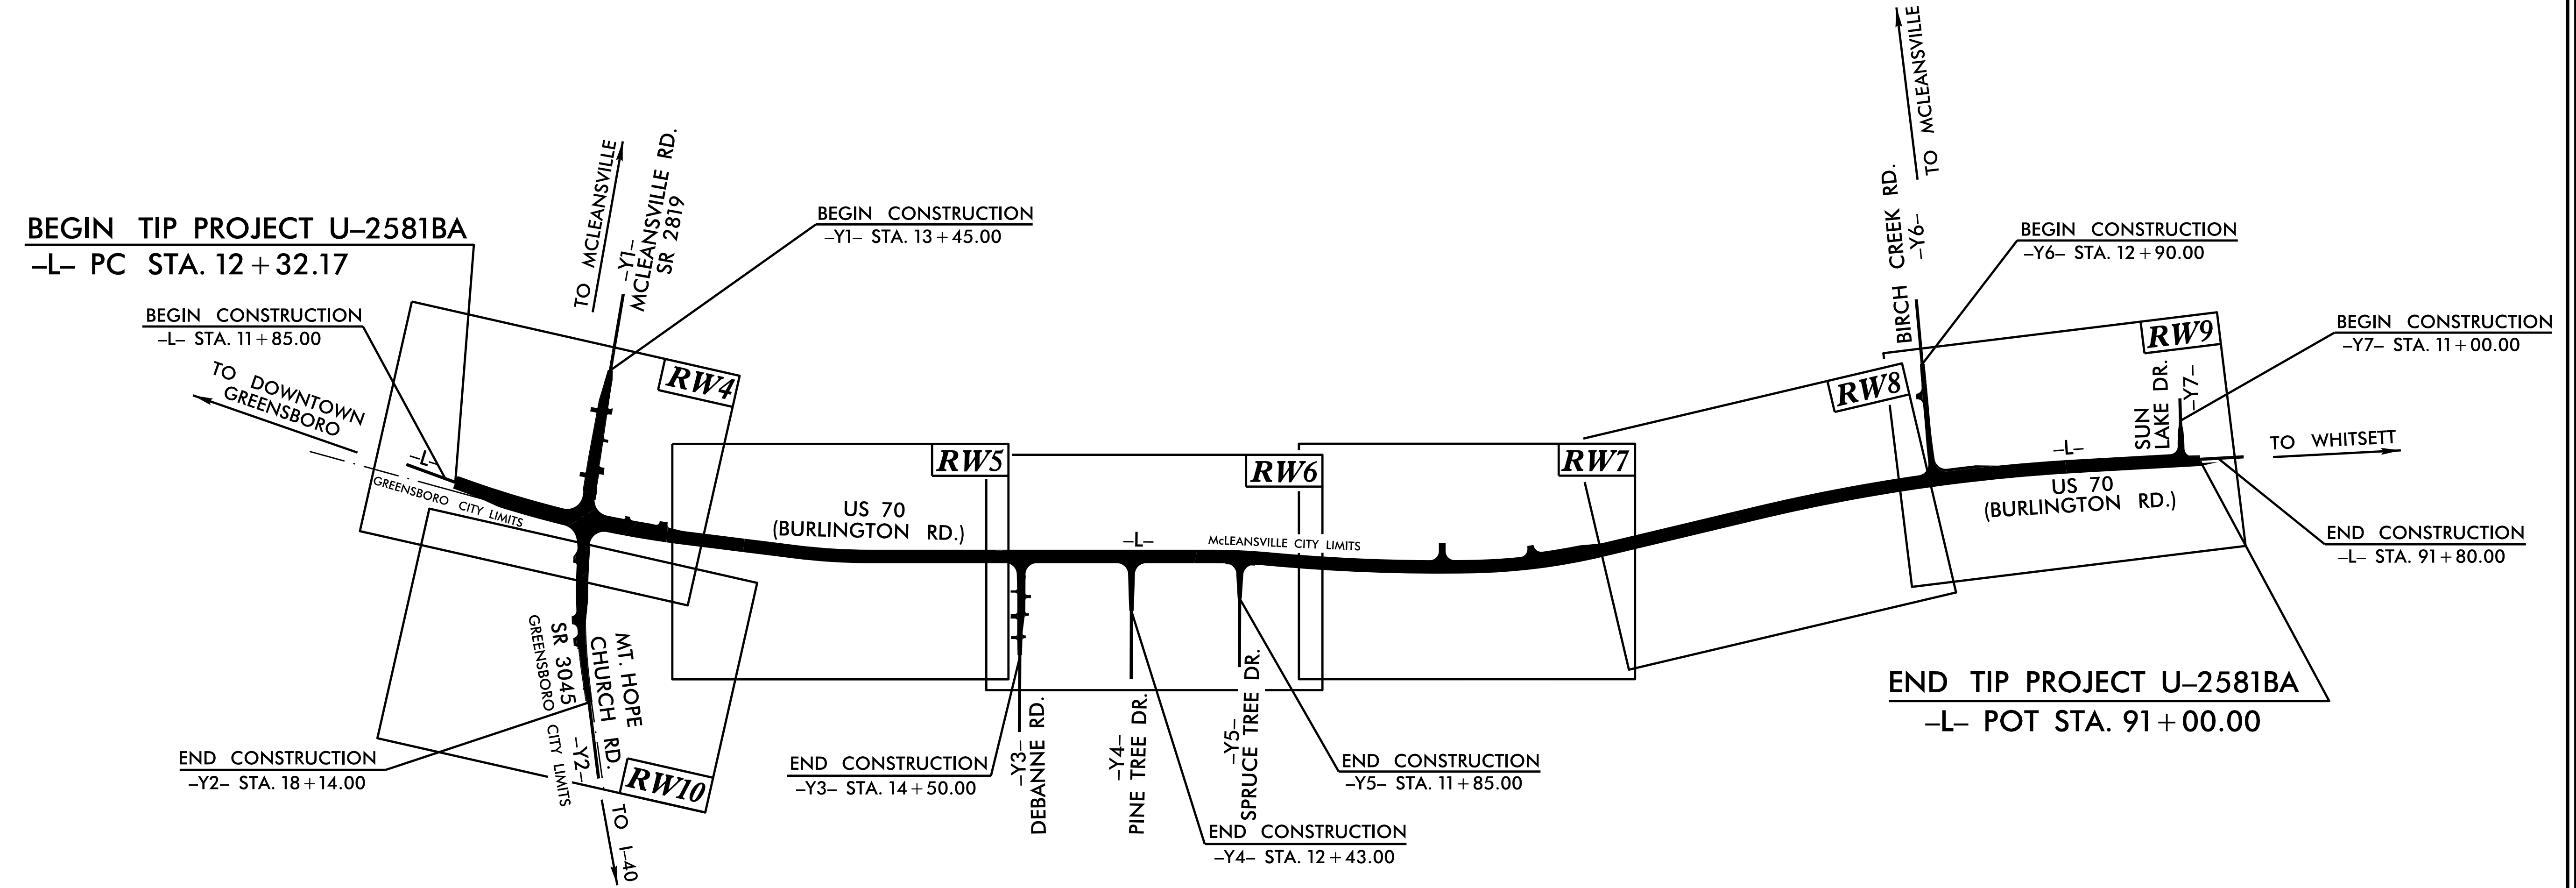 BEGIN TIP PROJECT U–2581BA
–L– PC STA. 12+32.17
BEGIN CONSTRUCTION
–L– STA. 11+85.00
TO DOWNTOWN
GREENSBORO
–L–
GREENSBORO CITY LIMITS
TO MCLEANSVILLE
–Y1–
MCLEANSVILLE RD.
SR 2819
BEGIN CONSTRUCTION
–Y1– STA. 13+45.00
RW4
RW5
US 70
(BURLINGTON RD.)
RW6
–L–
McLEANSVILLE CITY LIMITS
RW7
RW8
BIRCH CREEK RD.
–Y6–
TO MCLEANSVILLE
BEGIN CONSTRUCTION
–Y6– STA. 12+90.00
RW9
BEGIN CONSTRUCTION
–Y7– STA. 11+00.00
SUN
LAKE DR.
–Y7–
–L–
US 70
(BURLINGTON RD.)
TO WHITSETT
END CONSTRUCTION
–L– STA. 91+80.00
END TIP PROJECT U–2581BA
–L– POT STA. 91+00.00
MT. HOPE
CHURCH RD.
SR 3045
–Y2–
GREENSBORO CITY LIMITS
END CONSTRUCTION
–Y2– STA. 18+14.00
RW10
TO I–40
END CONSTRUCTION
–Y3– STA. 14+50.00
–Y3–
DEBANNE RD.
–Y4–
PINE TREE DR.
–Y5–
SPRUCE TREE DR.
END CONSTRUCTION
–Y5– STA. 11+85.00
END CONSTRUCTION
–Y4– STA. 12+43.00